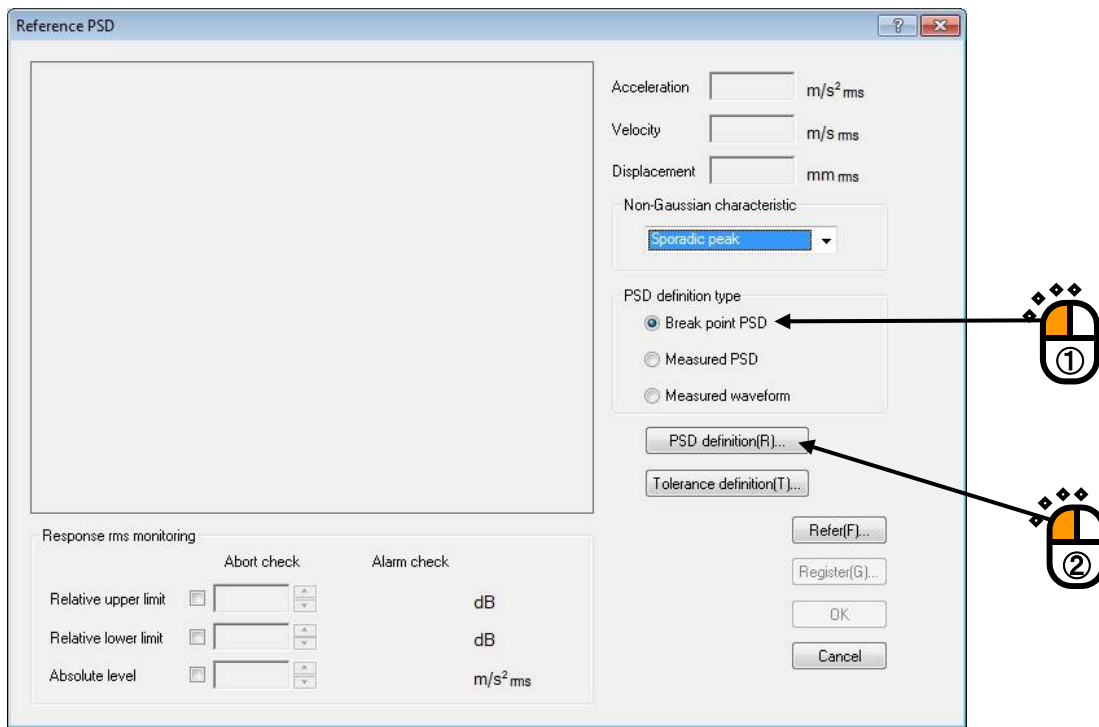 Reference PSD
?
Acceleration m/s² rms
Velocity m/s rms
Displacement mm rms
Non-Gaussian characteristic
Sporadic peak
PSD definition type
Break point PSD
①
Measured PSD
Measured waveform
PSD definition(R)...
Tolerance definition(T)...
②
Response rms monitoring
Abort check Alarm check
Relative upper limit dB
Relative lower limit dB
Absolute level m/s² rms
Refer(F)...
Register(G)...
OK
Cancel